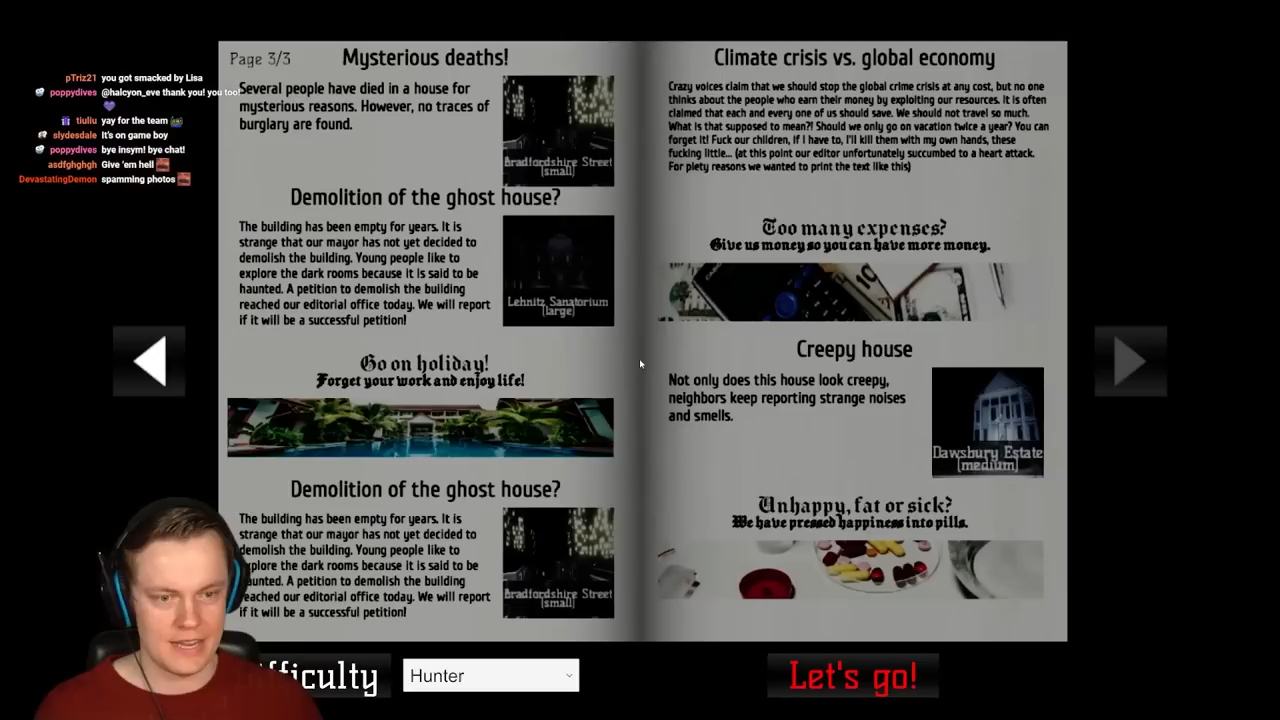 pTriz21 you got smacked by Lisa
poppydives @halcyon_eve thank you! you too!
tiuliu yay for the team
slydesdale It's on game boy
poppydives bye insym! bye chat!
asdfghghgh Give 'em hell
DevastatingDemon spamming photos
Page 3/3
Mysterious deaths!
Several people have died in a house for
mysterious reasons. However, no traces of
burglary are found.
Bradfordshire Street
(small)
Demolition of the ghost house?
The building has been empty for years. It is
strange that our mayor has not yet decided to
demolish the building. Young people like to
explore the dark rooms because it is said to be
haunted. A petition to demolish the building
reached our editorial office today. We will report
if it will be a successful petition!
Lehnitz Sanatorium
(large)
Go on holiday!
Forget your work and enjoy life!
Demolition of the ghost house?
The building has been empty for years. It is
strange that our mayor has not yet decided to
demolish the building. Young people like to
explore the dark rooms because it is said to be
haunted. A petition to demolish the building
reached our editorial office today. We will report
if it will be a successful petition!
Bradfordshire Street
(small)
Climate crisis vs. global economy
Crazy voices claim that we should stop the global crime crisis at any cost, but no one
thinks about the people who earn their money by exploiting our resources. It is often
claimed that each and every one of us should save. We should not travel so much.
What is that supposed to mean?! Should we only go on vacation twice a year? You can
forget it! Fuck our children, if I have to, I'll kill them with my own hands, these
fucking little... (at this point our editor unfortunately succumbed to a heart attack.
For piety reasons we wanted to print the text like this)
Too many expenses?
Give us money so you can have more money.
Creepy house
Not only does this house look creepy,
neighbors keep reporting strange noises
and smells.
Dawsbury Estate
(medium)
Unhappy, fat or sick?
We have pressed happiness into pills.
fficulty
Hunter
Let's go!